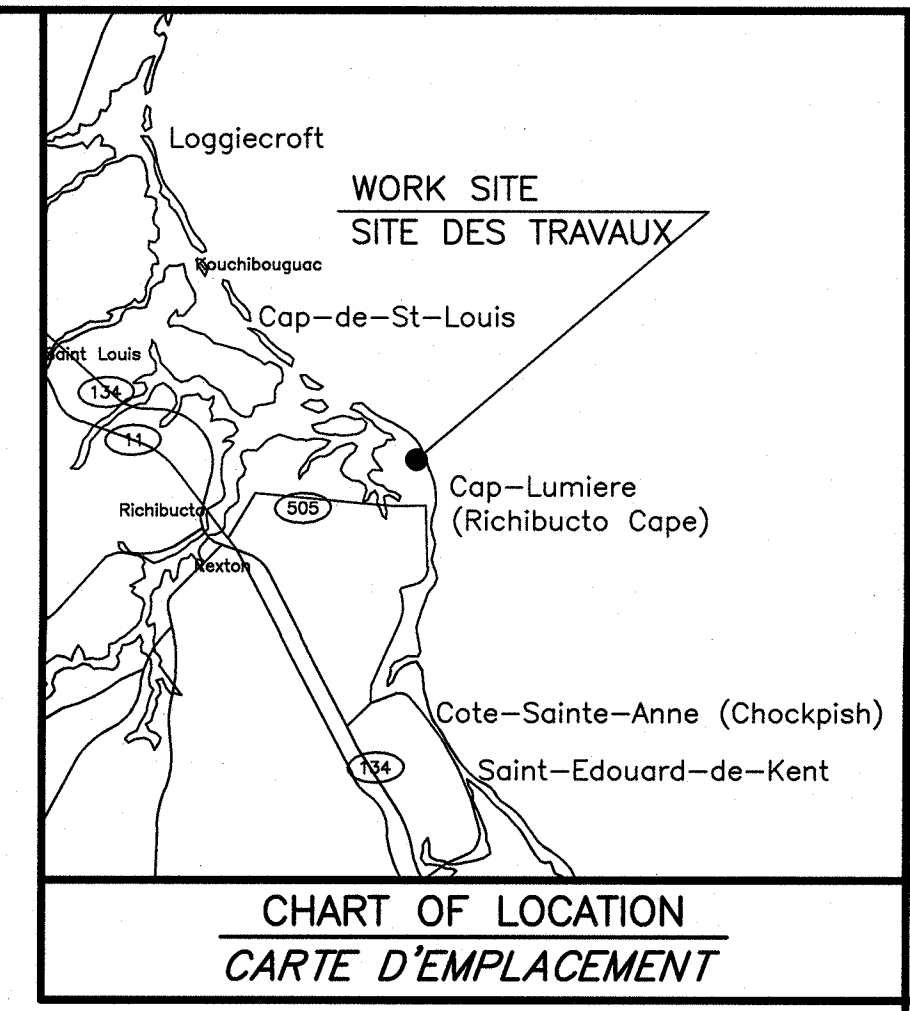 Loggiecroft
WORK SITE
SITE DES TRAVAUX
Kouchibouguac
Cap-de-St-Louis
Saint Louis
134
11
Cap-Lumiere
(Richibucto Cape)
505
Richibucto
Rexton
Cote-Sainte-Anne (Chockpish)
134
Saint-Edouard-de-Kent
CHART OF LOCATION
CARTE D'EMPLACEMENT